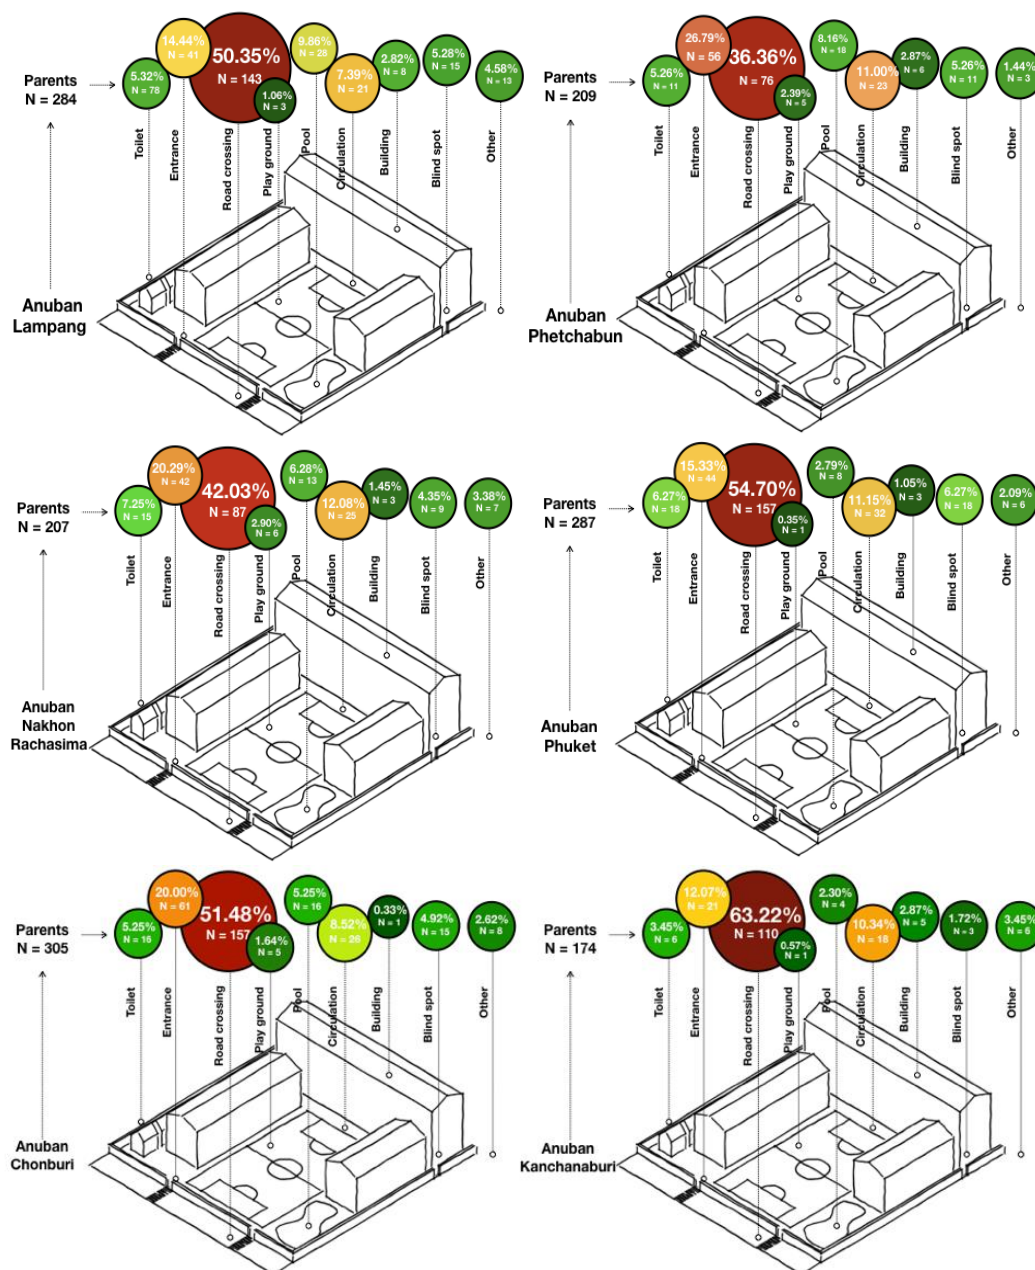 14.44%
N = 41
50.35%
N = 143
9.86%
N = 28
2.82%
N = 8
5.28%
N = 15
Parents
N = 284
5.32%
N = 78
1.06%
N = 3
7.39%
N = 21
4.58%
N = 13
Toilet
Entrance
Road crossing
Play ground
Pool
Circulation
Building
Blind spot
Other
Anuban
Lampang
26.79%
N = 56
36.36%
N = 76
8.16%
N = 18
2.87%
N = 6
Parents
N = 209
5.26%
N = 11
2.39%
N = 5
11.00%
N = 23
5.26%
N = 11
1.44%
N = 3
Toilet
Entrance
Road crossing
Play ground
Pool
Circulation
Building
Blind spot
Other
Anuban
Phetchabun
20.29%
N = 42
42.03%
N = 87
6.28%
N = 13
1.45%
N = 3
Parents
N = 207
7.25%
N = 15
2.90%
N = 6
12.08%
N = 25
4.35%
N = 9
3.38%
N = 7
Toilet
Entrance
Road crossing
Play ground
Pool
Circulation
Building
Blind spot
Other
Anuban
Nakhon
Rachasima
15.33%
N = 44
54.70%
N = 157
2.79%
N = 8
1.05%
N = 3
Parents
N = 287
6.27%
N = 18
0.35%
N = 1
11.15%
N = 32
6.27%
N = 18
2.09%
N = 6
Toilet
Entrance
Road crossing
Play ground
Pool
Circulation
Building
Blind spot
Other
Anuban
Phuket
20.00%
N = 61
51.48%
N = 157
5.25%
N = 16
0.33%
N = 1
Parents
N = 305
5.25%
N = 16
1.64%
N = 5
8.52%
N = 26
4.92%
N = 15
2.62%
N = 8
Toilet
Entrance
Road crossing
Play ground
Pool
Circulation
Building
Blind spot
Other
Anuban
Chonburi
12.07%
N = 21
63.22%
N = 110
2.30%
N = 4
2.87%
N = 5
Parents
N = 174
3.45%
N = 6
0.57%
N = 1
10.34%
N = 18
1.72%
N = 3
3.45%
N = 6
Toilet
Entrance
Road crossing
Play ground
Pool
Circulation
Building
Blind spot
Other
Anuban
Kanchanaburi